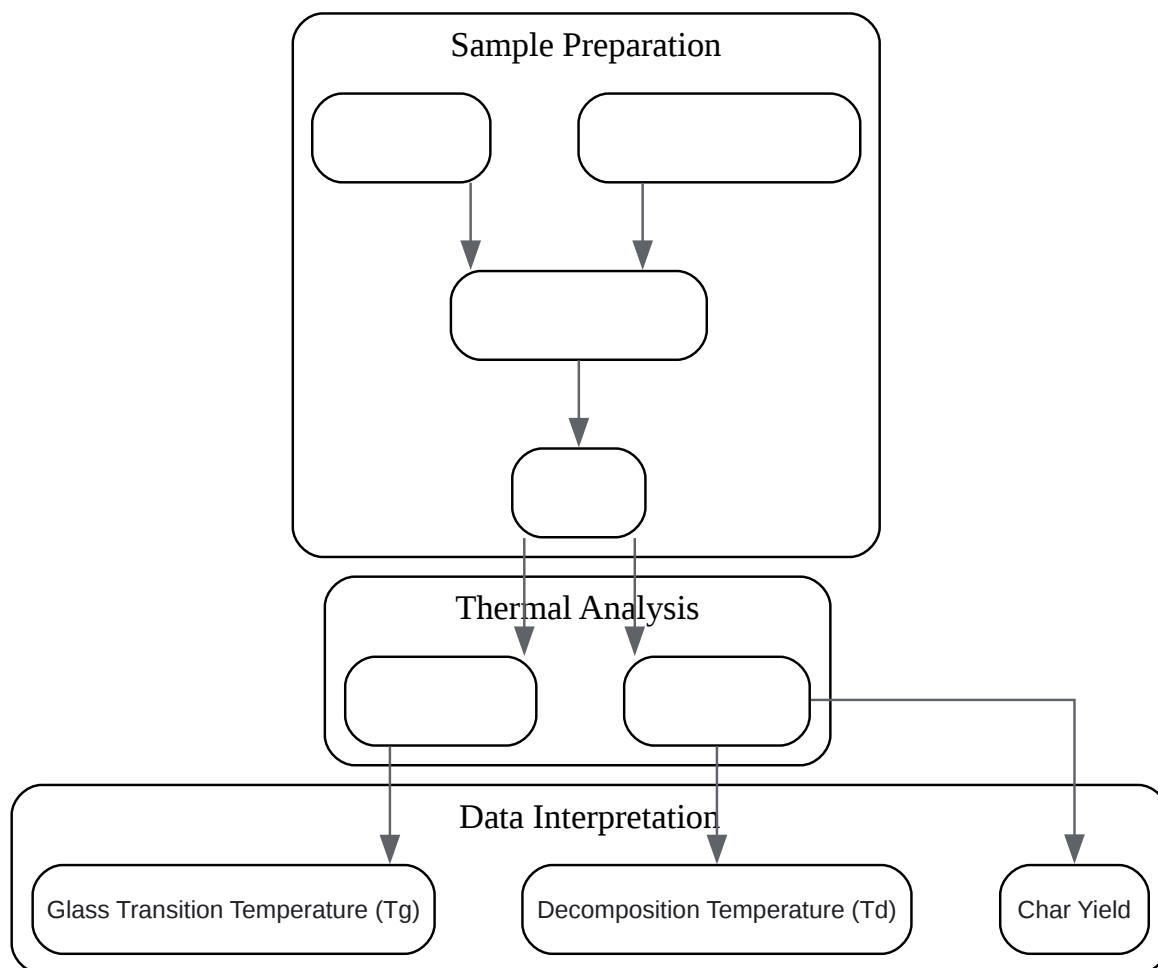 Sample Preparation
Thermal Analysis
Data Interpretation
Glass Transition Temperature (Tg)
Decomposition Temperature (Td)
Char Yield